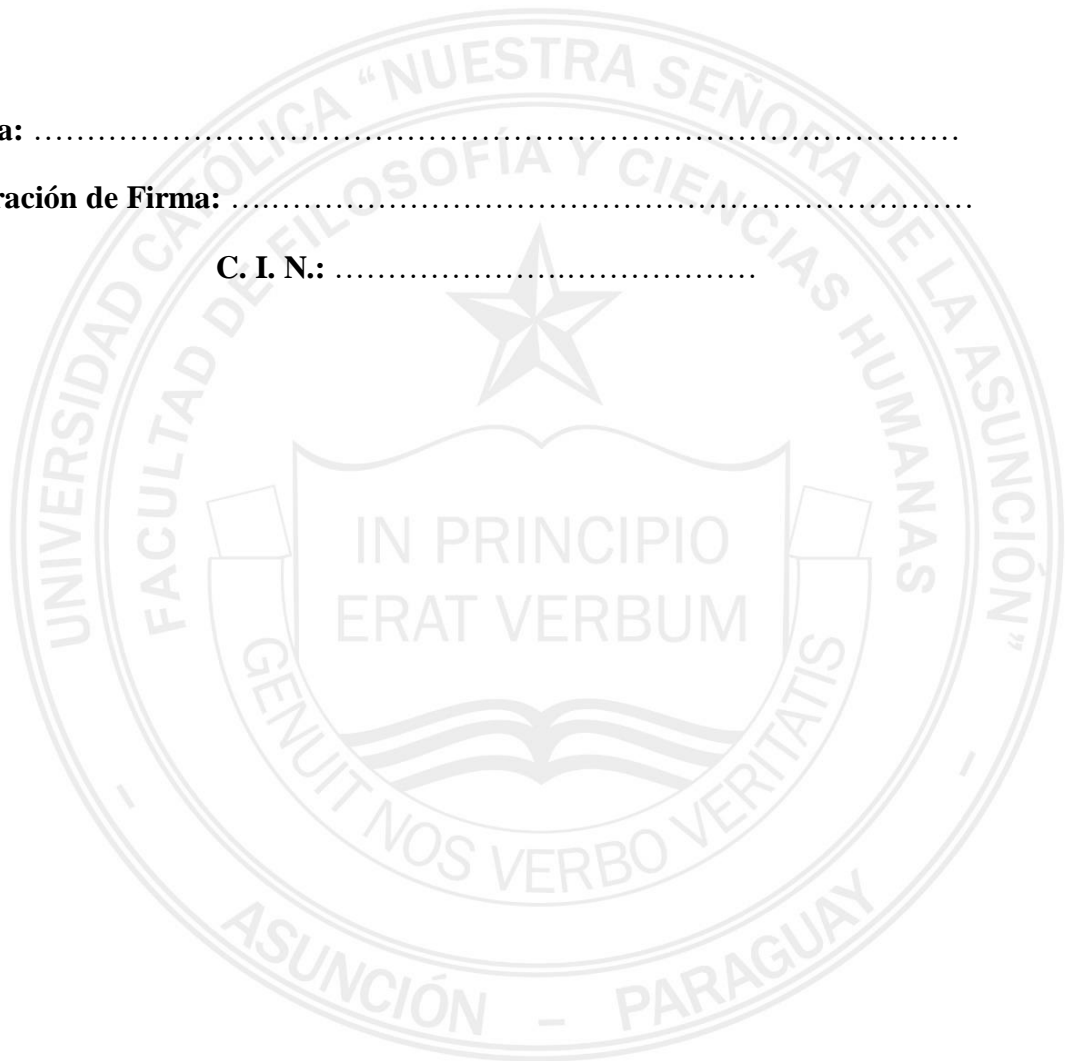 a: ……………………………………………………………………………
ración de Firma: ……………………………………………………………
C. I. N.: …………………..………………
UNIVERSIDAD CATÓLICA “NUESTRA SEÑORA DE LA ASUNCIÓN”
FACULTAD DE FILOSOFÍA Y CIENCIAS HUMANAS
IN PRINCIPIO
ERAT VERBUM
GENUIT NOS VERBO VERITATIS
- ASUNCIÓN - PARAGUAY -